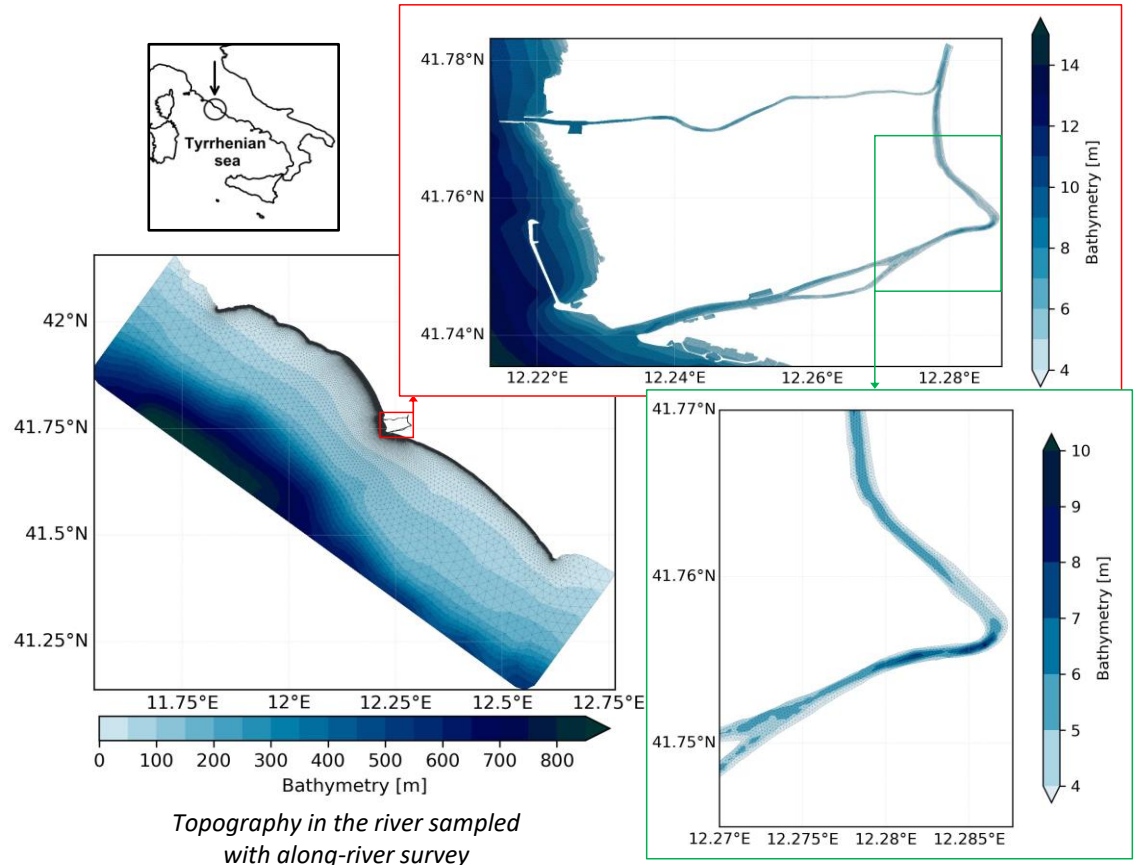 Tyrrhenian
sea
41.78°N
41.76°N
41.74°N
12.22°E 12.24°E 12.26°E 12.28°E
14
12
10
8
6
4
Bathymetry [m]
42°N
41.75°N
41.5°N
41.25°N
11.75°E 12°E 12.25°E 12.5°E 12.75°E
0 100 200 300 400 500 600 700 800
Bathymetry [m]
41.77°N
41.76°N
41.75°N
12.27°E 12.275°E 12.28°E 12.285°E
10
9
8
7
6
5
4
Bathymetry [m]
Topography in the river sampled
with along-river survey